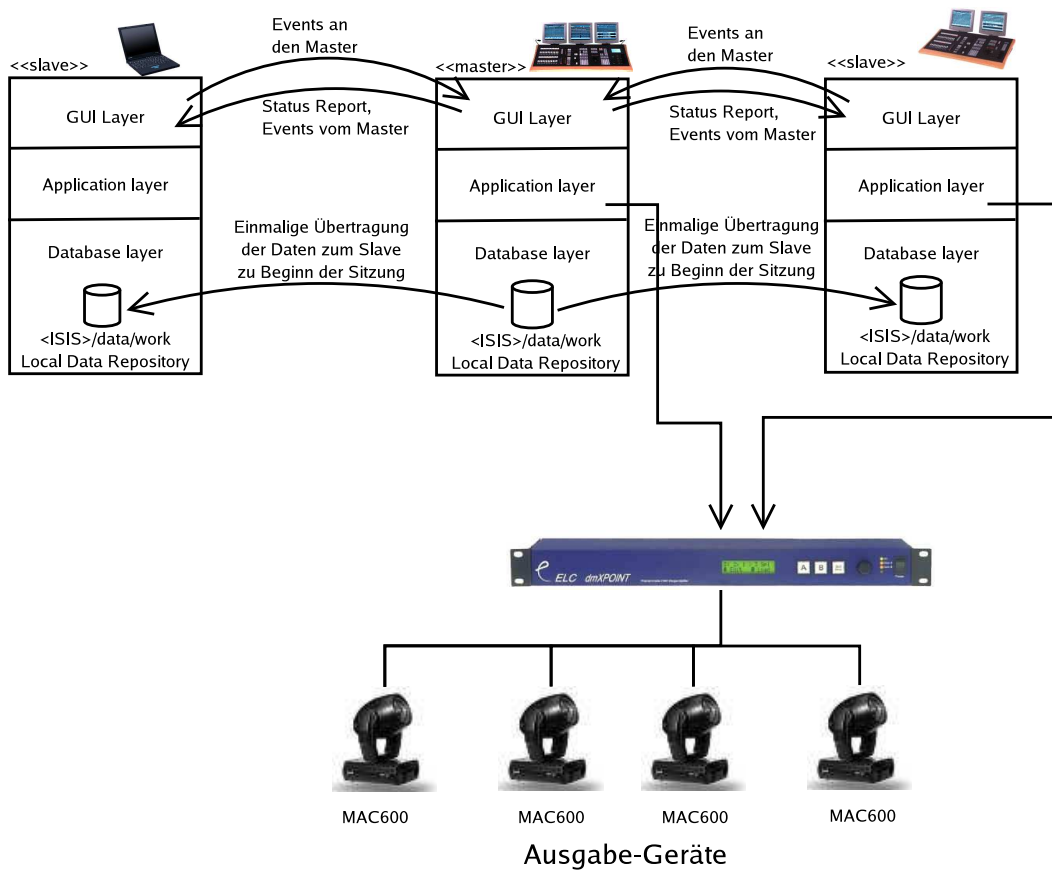 Events an
den Master
<<slave>>
<<master>>
Events an
den Master
<<slave>>
GUI Layer
Status Report,
Events vom Master
GUI Layer
Status Report,
Events vom Master
GUI Layer
Application layer
Application layer
Application layer
Einmalige Übertragung
der Daten zum Slave
zu Beginn der Sitzung
Einmalige Übertragung
der Daten zum Slave
zu Beginn der Sitzung
Database layer
Database layer
Database layer
<ISIS>/data/work
Local Data Repository
<ISIS>/data/work
Local Data Repository
<ISIS>/data/work
Local Data Repository
ELC dmXPOINT
A B
MAC600
MAC600
MAC600
MAC600
Ausgabe-Geräte